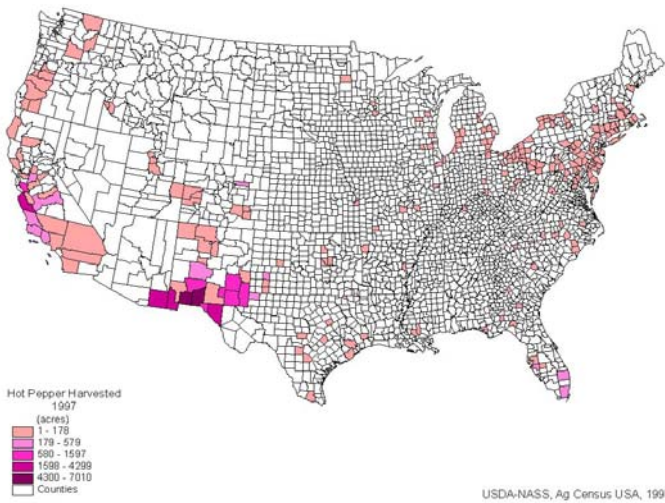 Hot Pepper Harvested
1997
(acres)
1 - 178
179 - 579
580 - 1597
1598 - 4299
4300 - 7010
Counties
USDA-NASS, Ag Census USA, 199